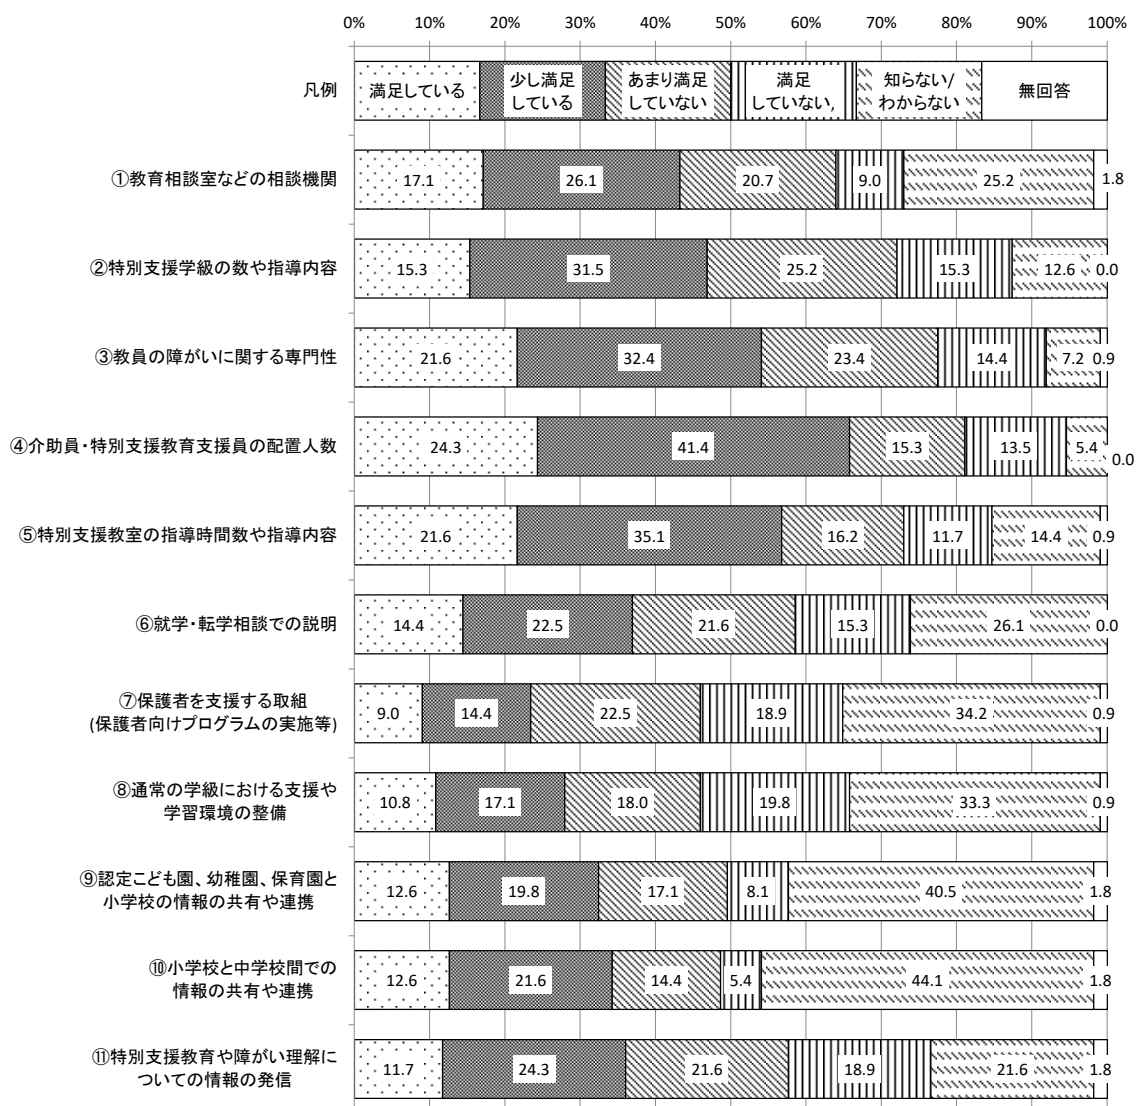 0% 10% 20% 30% 40% 50% 60% 70% 80% 90% 100%
凡例
満足している
少し満足
している
あまり満足
していない
満足
していない,
知らない/
わからない
無回答
①教育相談室などの相談機関
17.1 26.1 20.7 9.0 25.2 1.8
②特別支援学級の数や指導内容
15.3 31.5 25.2 15.3 12.6 0.0
③教員の障がいに関する専門性
21.6 32.4 23.4 14.4 7.2 0.9
④介助員・特別支援教育支援員の配置人数
24.3 41.4 15.3 13.5 5.4 0.0
⑤特別支援教室の指導時間数や指導内容
21.6 35.1 16.2 11.7 14.4 0.9
⑥就学・転学相談での説明
14.4 22.5 21.6 15.3 26.1 0.0
⑦保護者を支援する取組
(保護者向けプログラムの実施等)
9.0 14.4 22.5 18.9 34.2 0.9
⑧通常の学級における支援や
学習環境の整備
10.8 17.1 18.0 19.8 33.3 0.9
⑨認定こども園、幼稚園、保育園と
小学校の情報の共有や連携
12.6 19.8 17.1 8.1 40.5 1.8
⑩小学校と中学校間での
情報の共有や連携
12.6 21.6 14.4 5.4 44.1 1.8
⑪特別支援教育や障がい理解に
ついての情報の発信
11.7 24.3 21.6 18.9 21.6 1.8